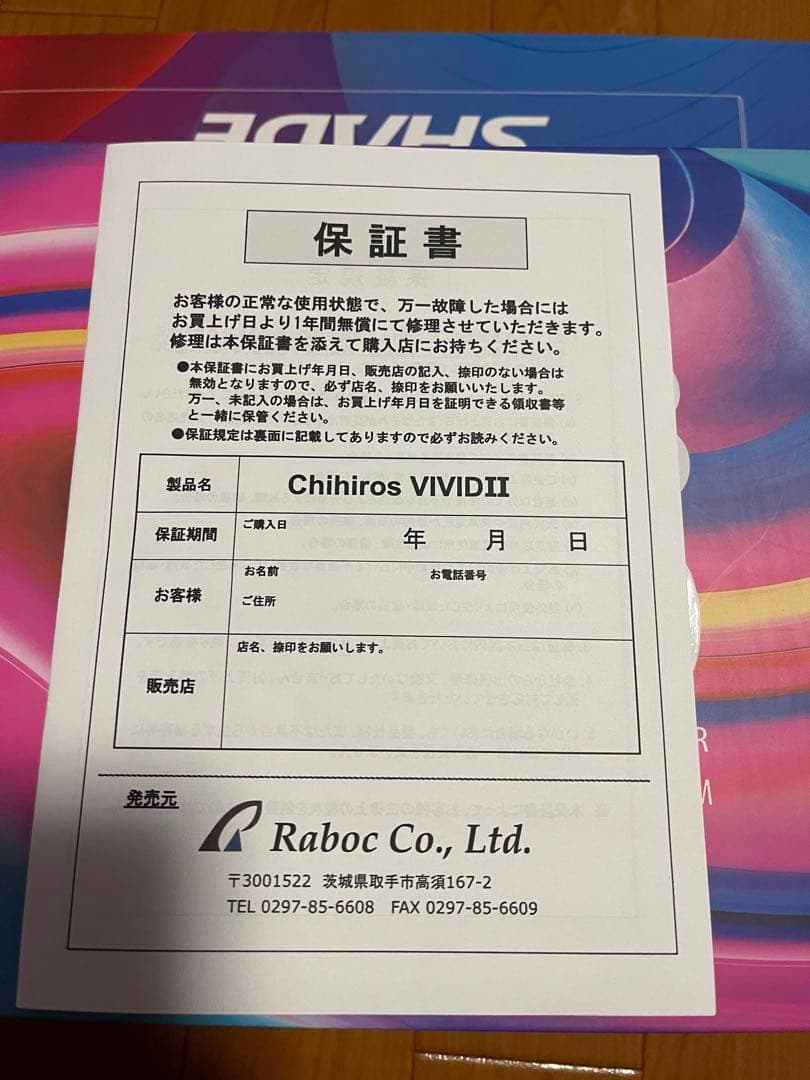 SHADE
保証書
お客様の正常な使用状態で、万一故障した場合には
お買上げ日より1年間無償にて修理させていただきます。
修理は本保証書を添えて購入店にお持ちください。
●本保証書にお買上げ年月日、販売店の記入、捺印のない場合は
無効となりますので、必ず店名、捺印をお願いいたします。
万一、未記入の場合は、お買上げ年月日を証明できる領収書等
と一緒に保管ください。
●保証規定は裏面に記載してありますので必ずお読みください。
製品名 Chihiros VIVIDII
保証期間 ご購入日 年 月 日
お客様 お名前 お電話番号
ご住所
販売店 店名、捺印をお願いします。
発売元
Raboc Co., Ltd.
〒3001522 茨城県取手市高須167-2
TEL 0297-85-6608 FAX 0297-85-6609
R
M